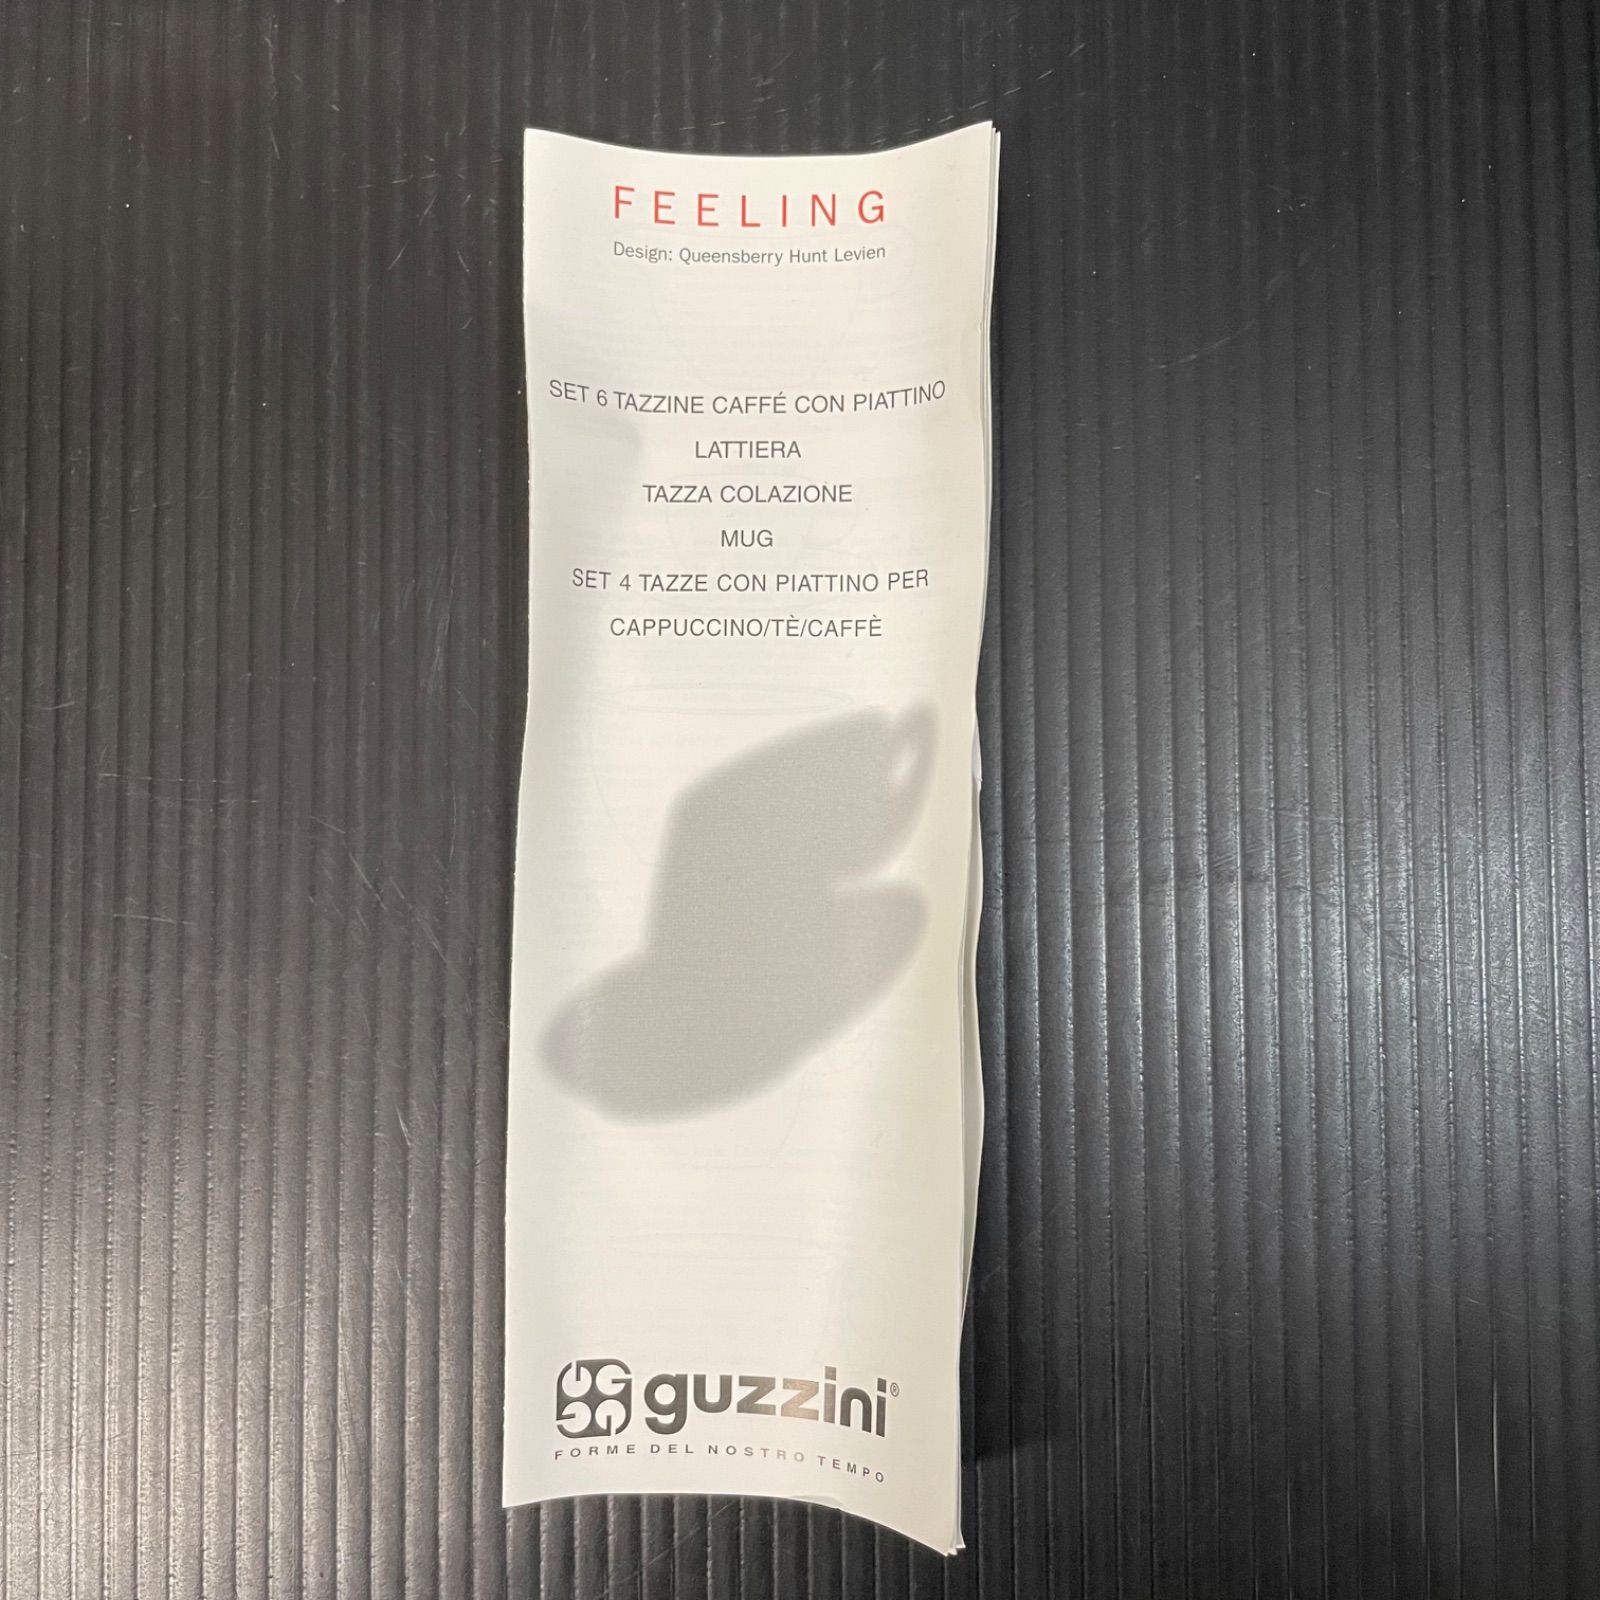 FEELING
Design: Queensberry Hunt Levien
SET 6 TAZZINE CAFFÉ CON PIATTINO
LATTIERA
TAZZA COLAZIONE
MUG
SET 4 TAZZE CON PIATTINO PER
CAPPUCCINO/TÈ/CAFFÈ
guzzini®
FORME DEL NOSTRO TEMPO